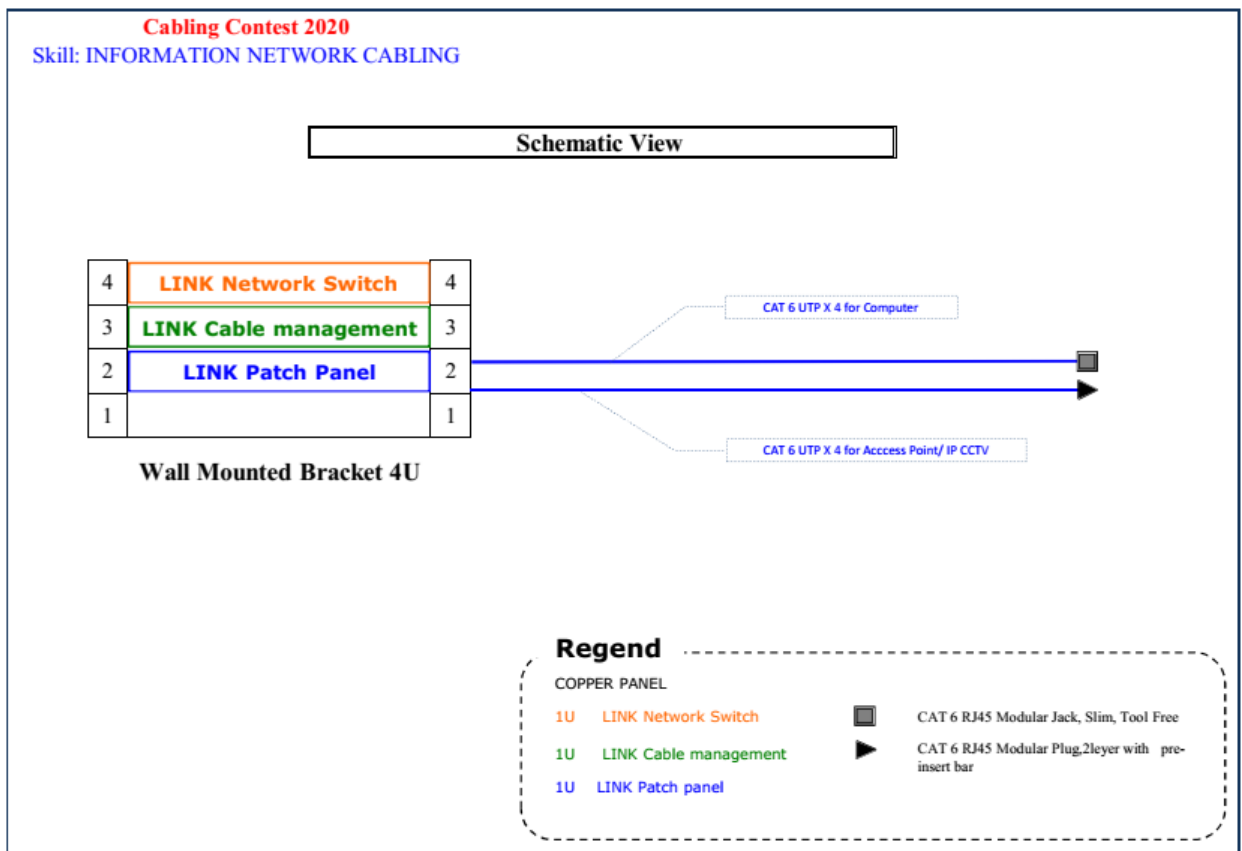 Cabling Contest 2020
Skill: INFORMATION NETWORK CABLING
Schematic View
4 LINK Network Switch 4
3 LINK Cable management 3
2 LINK Patch Panel 2
1 1
Wall Mounted Bracket 4U
CAT 6 UTP X 4 for Computer
CAT 6 UTP X 4 for Acccess Point/ IP CCTV
Regend
COPPER PANEL
1U LINK Network Switch
1U LINK Cable management
1U LINK Patch panel
CAT 6 RJ45 Modular Jack, Slim, Tool Free
CAT 6 RJ45 Modular Plug,2leyer with pre-
insert bar